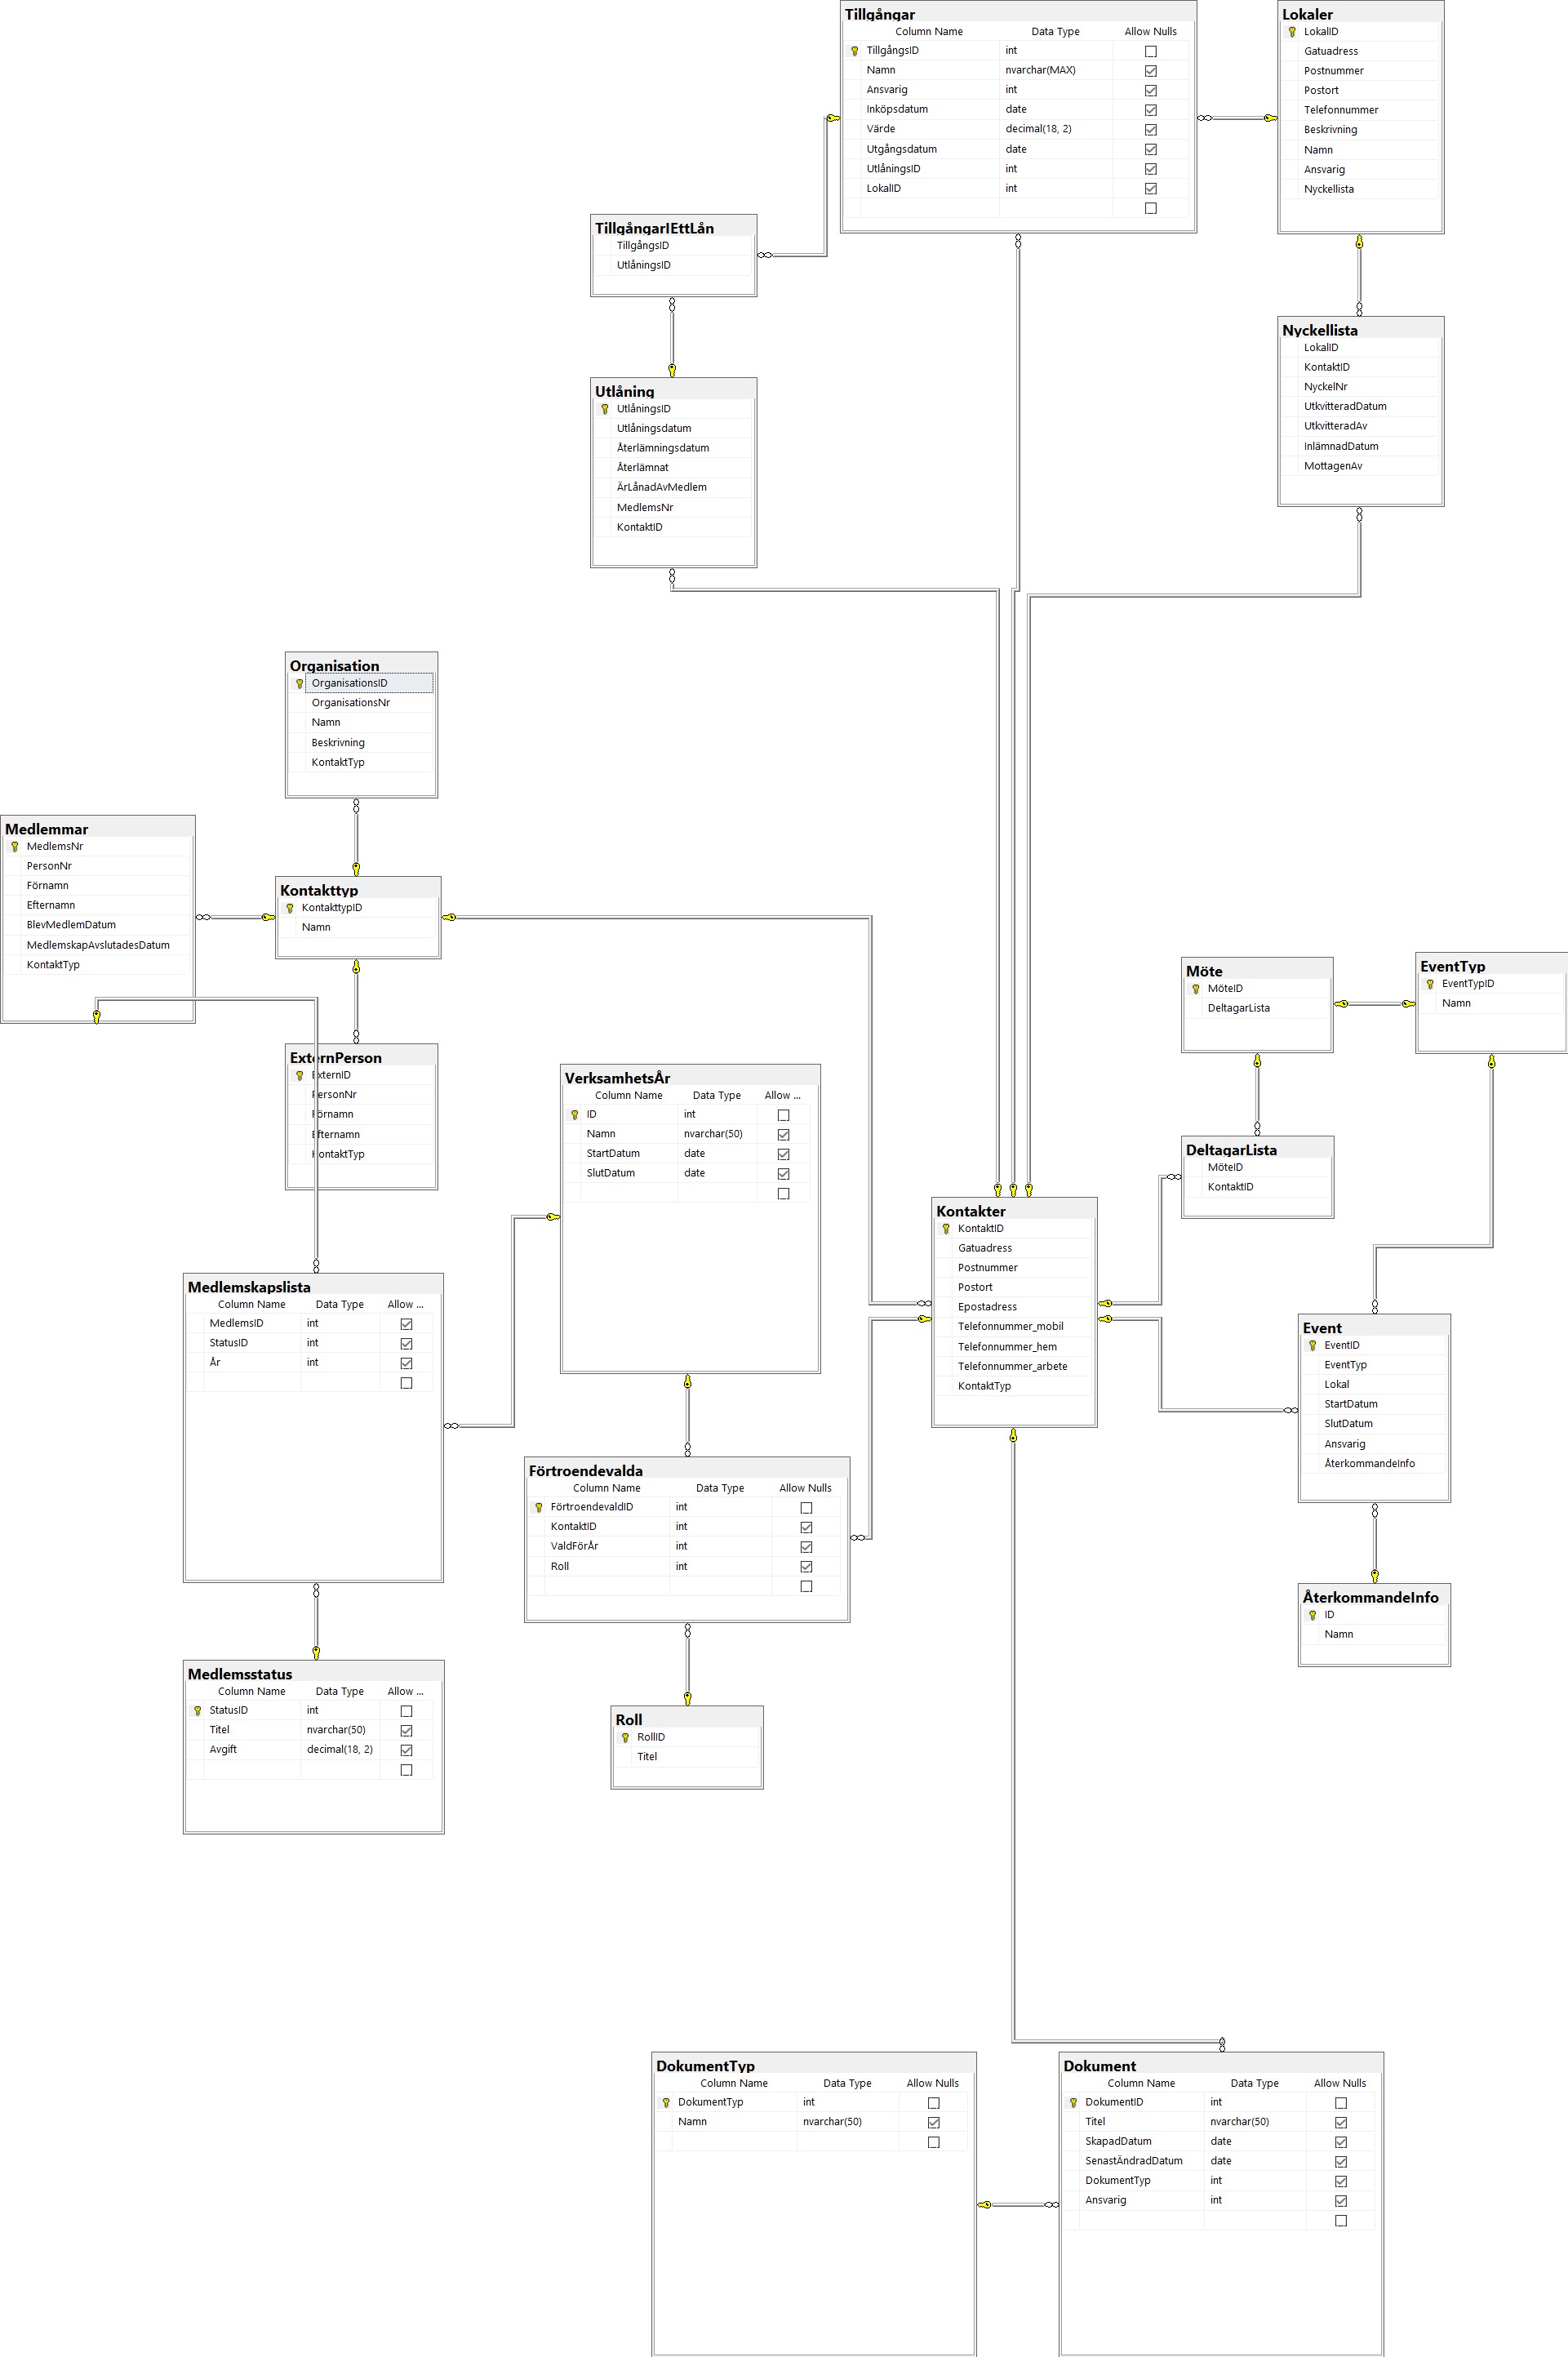 Tillgångar
Column Name Data Type Allow Nulls
TillgångsID int
Namn nvarchar(MAX)
Ansvarig int
Inköpsdatum date
Värde decimal(18, 2)
Utgångsdatum date
UtlåningsID int
LokalID int
Lokaler
LokalID
Gatuadress
Postnummer
Postort
Telefonnummer
Beskrivning
Namn
Ansvarig
Nyckellista
TillgångarIEttLån
TillgångsID
UtlåningsID
Nyckellista
LokalID
KontaktID
NyckelNr
UtkvitteradDatum
UtkvitteradAv
InlämnadDatum
MottagenAv
Utlåning
UtlåningsID
Utlåningsdatum
Återlämningsdatum
Återlämnat
ÄrLånadAvMedlem
MedlemsNr
KontaktID
Organisation
OrganisationsID
OrganisationsNr
Namn
Beskrivning
KontaktTyp
Medlemmar
MedlemsNr
PersonNr
Förnamn
Efternamn
BlevMedlemDatum
MedlemskapAvslutadesDatum
KontaktTyp
Kontakttyp
KontakttypID
Namn
ExternPerson
ExternID
PersonNr
Förnamn
Efternamn
KontaktTyp
Möte
MöteID
DeltagarLista
EventTyp
EventTypID
Namn
VerksamhetsÅr
Column Name Data Type Allow ...
ID int
Namn nvarchar(50)
StartDatum date
SlutDatum date
DeltagarLista
MöteID
KontaktID
Kontakter
KontaktID
Gatuadress
Postnummer
Postort
Epostadress
Telefonnummer_mobil
Telefonnummer_hem
Telefonnummer_arbete
KontaktTyp
Medlemskapslista
Column Name Data Type Allow ...
MedlemsID int
StatusID int
År int
Event
EventID
EventTyp
Lokal
StartDatum
SlutDatum
Ansvarig
ÅterkommandeInfo
Förtroendevalda
Column Name Data Type Allow Nulls
FörtroendevaldID int
KontaktID int
ValdFörÅr int
Roll int
ÅterkommandeInfo
ID
Namn
Medlemsstatus
Column Name Data Type Allow ...
StatusID int
Titel nvarchar(50)
Avgift decimal(18, 2)
Roll
RollID
Titel
DokumentTyp
Column Name Data Type Allow Nulls
DokumentTyp int
Namn nvarchar(50)
Dokument
Column Name Data Type Allow Nulls
DokumentID int
Titel nvarchar(50)
SkapadDatum date
SenastÄndradDatum date
DokumentTyp int
Ansvarig int